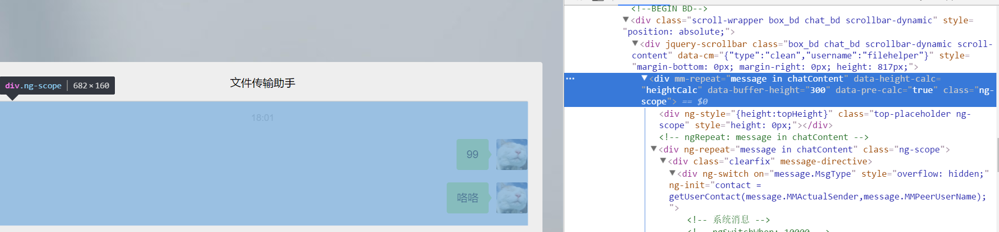 文件传输助手
div.ng-scope | 682×160
18:01
99
咯咯
<!--BEGIN BD-->
▼<div class="scroll-wrapper box_bd chat_bd scrollbar-dynamic" style=
"position: absolute;">
▼<div jquery-scrollbar class="box_bd chat_bd scrollbar-dynamic scroll-
content" data-cm="{"type":"clean","username":"filehelper"}" style=
"margin-bottom: 0px; margin-right: 0px; height: 817px;">
▼<div mm-repeat="message in chatContent" data-height-calc=
"heightCalc" data-buffer-height="300" data-pre-calc="true" class="ng-
scope"> == $0
<div ng-style="{height:topHeight}" class="top-placeholder ng-
scope" style="height: 0px;"></div>
<!-- ngRepeat: message in chatContent -->
▼<div ng-repeat="message in chatContent" class="ng-scope">
▼<div class="clearfix" message-directive>
▼<div ng-switch on="message.MsgType" style="overflow: hidden;"
ng-init="contact =
getUserContact(message.MMActualSender,message.MMPeerUserName);
">
<!-- 系统消息 -->
<!-- ngSwitchWhen: 10000 -->